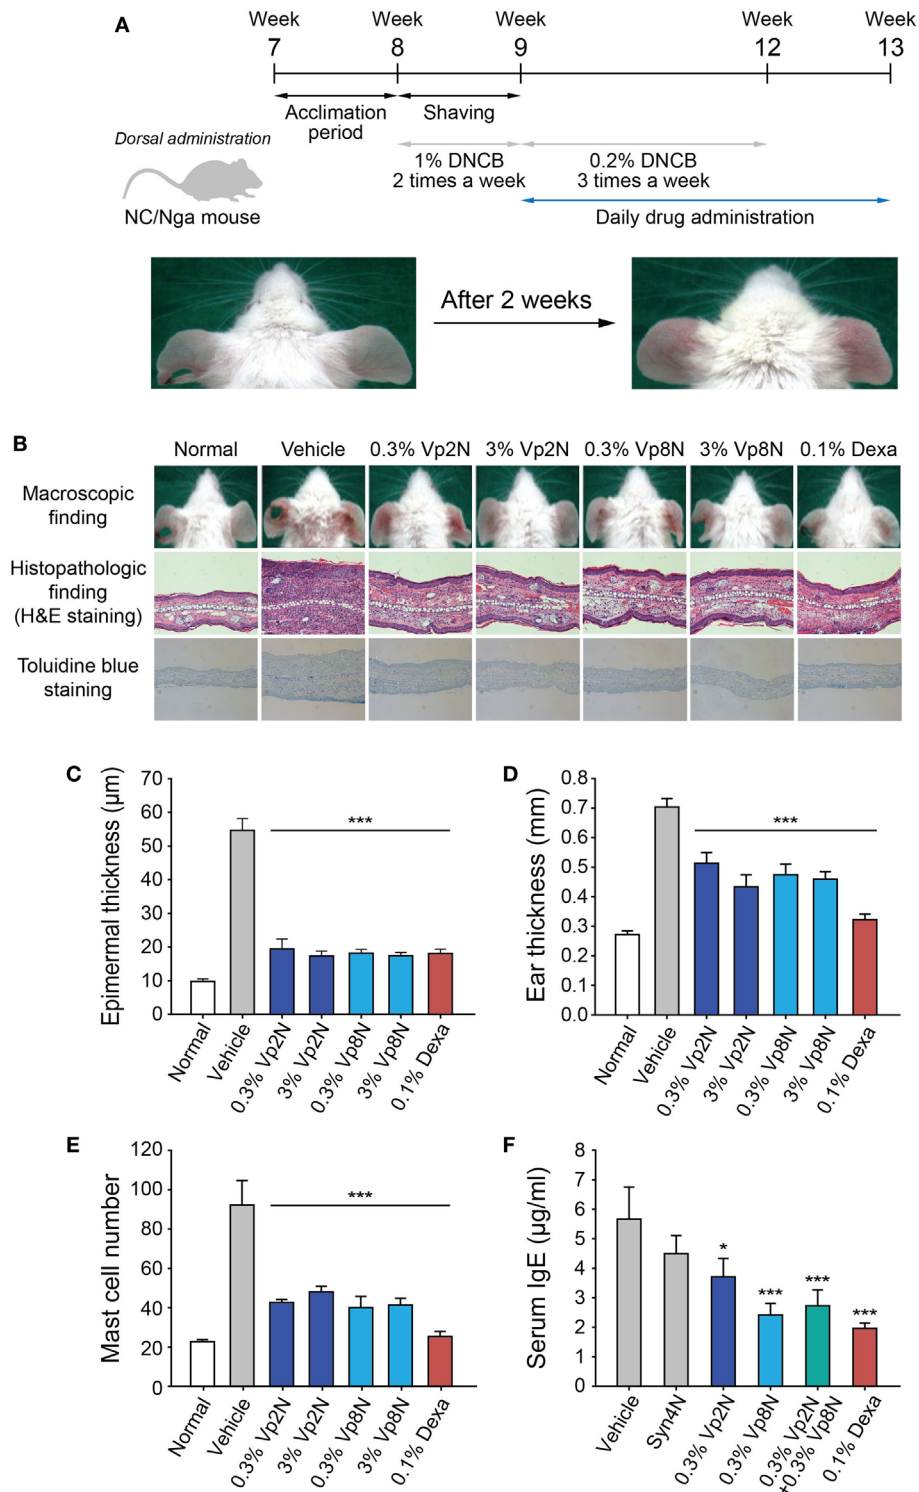 A
Week Week Week Week Week
7 8 9 12 13
Acclimation
period
Shaving
Dorsal administration
1% DNCB
2 times a week
0.2% DNCB
3 times a week
NC/Nga mouse
Daily drug administration
After 2 weeks
B
Normal Vehicle 0.3% Vp2N 3% Vp2N 0.3% Vp8N 3% Vp8N 0.1% Dexa
Macroscopic
finding
Histopathologic
finding
(H&E staining)
Toluidine blue
staining
C
Epimermal thickness (µm)
70
60
50
40
30
20
10
0
***
Normal
Vehicle
0.3% Vp2N
3% Vp2N
0.3% Vp8N
3% Vp8N
0.1% Dexa
D
Ear thickness (mm)
0.8
0.7
0.6
0.5
0.4
0.3
0.2
0.1
0.0
***
Normal
Vehicle
0.3% Vp2N
3% Vp2N
0.3% Vp8N
3% Vp8N
0.1% Dexa
E
Mast cell number
120
100
80
60
40
20
0
***
Normal
Vehicle
0.3% Vp2N
3% Vp2N
0.3% Vp8N
3% Vp8N
0.1% Dexa
F
Serum IgE (µg/ml)
8
7
6
5
4
3
2
1
0
*
***
***
***
Vehicle
Syn4N
0.3% Vp2N
0.3% Vp8N
0.3% Vp2N
+0.3% Vp8N
0.1% Dexa